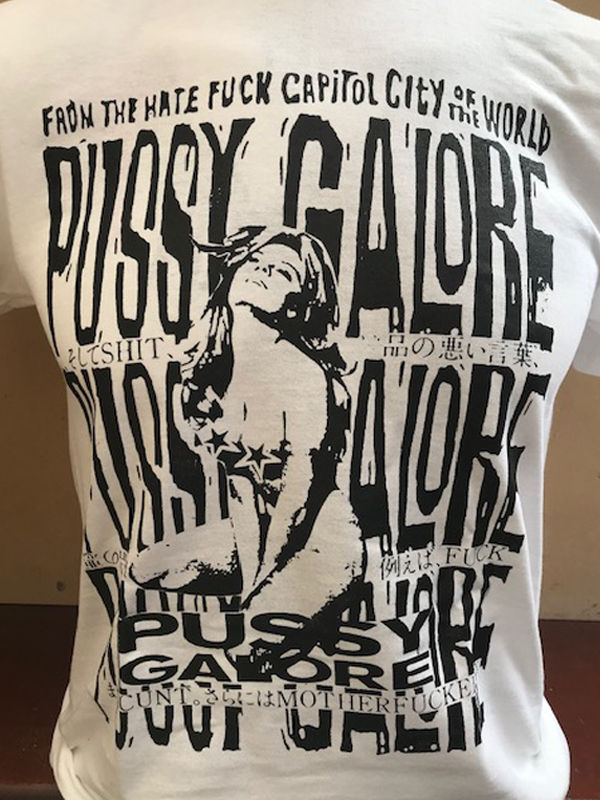 FROM THE HATE FUCK CAPITOL CITY OF THE WORLD
PUSSY GALORE
そしてSHIT、 品の悪い言葉、
ALORE
例えば、FUCK
PUSSY
GALORE
CUNT。さらにはMOTHERFUCKER